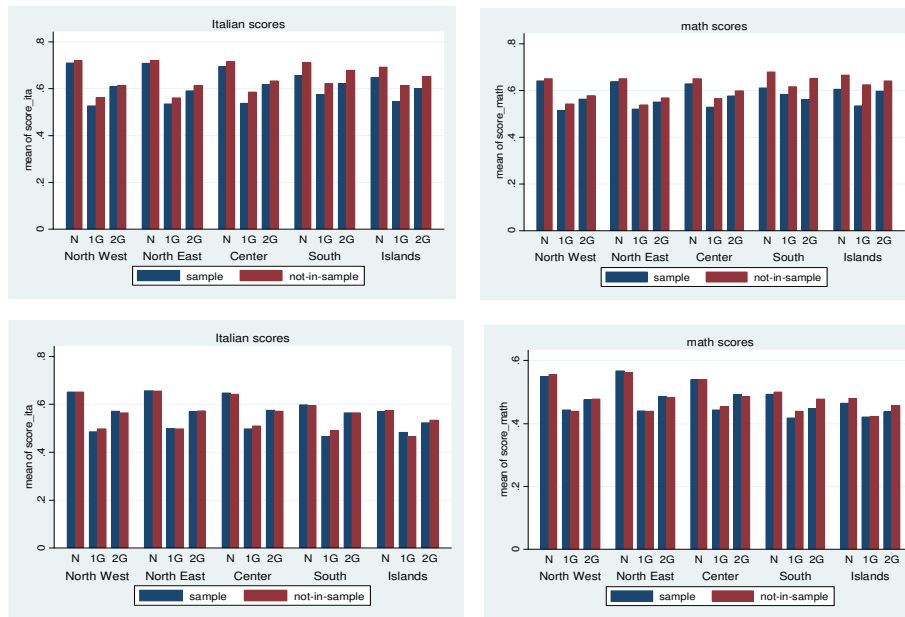 Italian scores
mean of score_ita
0 .2 .4 .6 .8
N 1G 2G N 1G 2G N 1G 2G N 1G 2G N 1G 2G
North West North East Center South Islands
sample not-in-sample
math scores
mean of score_math
0 .2 .4 .6 .8
N 1G 2G N 1G 2G N 1G 2G N 1G 2G N 1G 2G
North West North East Center South Islands
sample not-in-sample
Italian scores
mean of score_ita
0 .2 .4 .6 .8
N 1G 2G N 1G 2G N 1G 2G N 1G 2G N 1G 2G
North West North East Center South Islands
sample not-in-sample
math scores
mean of score_math
0 .2 .4 .6
N 1G 2G N 1G 2G N 1G 2G N 1G 2G N 1G 2G
North West North East Center South Islands
sample not-in-sample